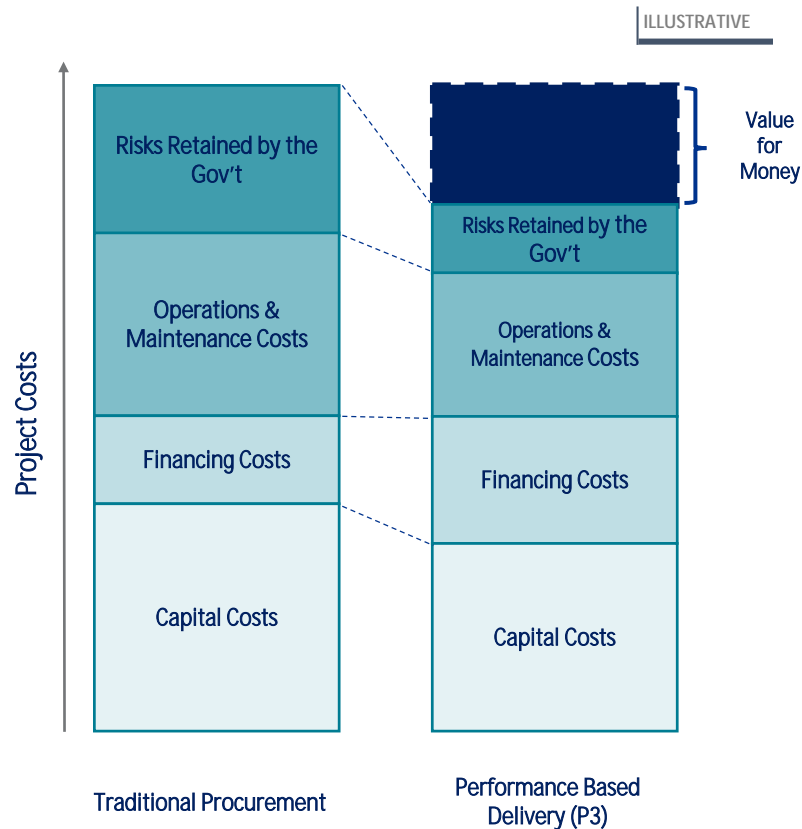 ILLUSTRATIVE
Project Costs
Risks Retained by the
Gov't
Operations &
Maintenance Costs
Financing Costs
Capital Costs
Traditional Procurement
Risks Retained by the
Gov't
Operations &
Maintenance Costs
Financing Costs
Capital Costs
Performance Based
Delivery (P3)
Value
for
Money